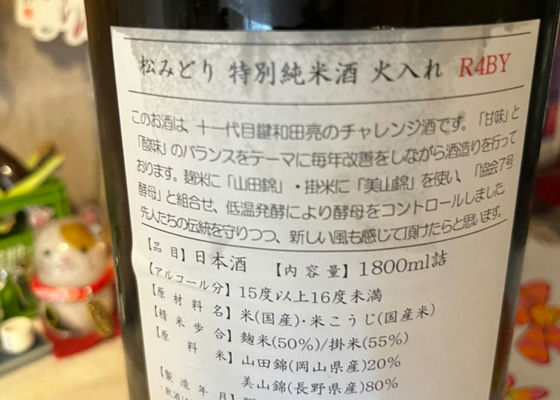 松みどり 特別純米酒 火入れ R4BY
このお酒は、十一代目鍵和田亮のチャレンジ酒です。「甘味」と
「酸味」のバランスをテーマに毎年改善をしながら酒造りを行って
おります。麹米に「山田錦」・掛米に「美山錦」を使い、「協会7号
酵母」と組合せ、低温発酵により酵母をコントロールしました。
先人たちの伝統を守りつつ、新しい風も感じて頂けたらと思います。
【品目】日本酒 【内容量】1800ml詰
【アルコール分】15度以上16度未満
【原材料名】米(国産)・米こうじ(国産米)
【精米歩合】麹米(50%)/掛米(55%)
【原料米】山田錦(岡山県産)20%
美山錦(長野県産)80%
【製造年月】